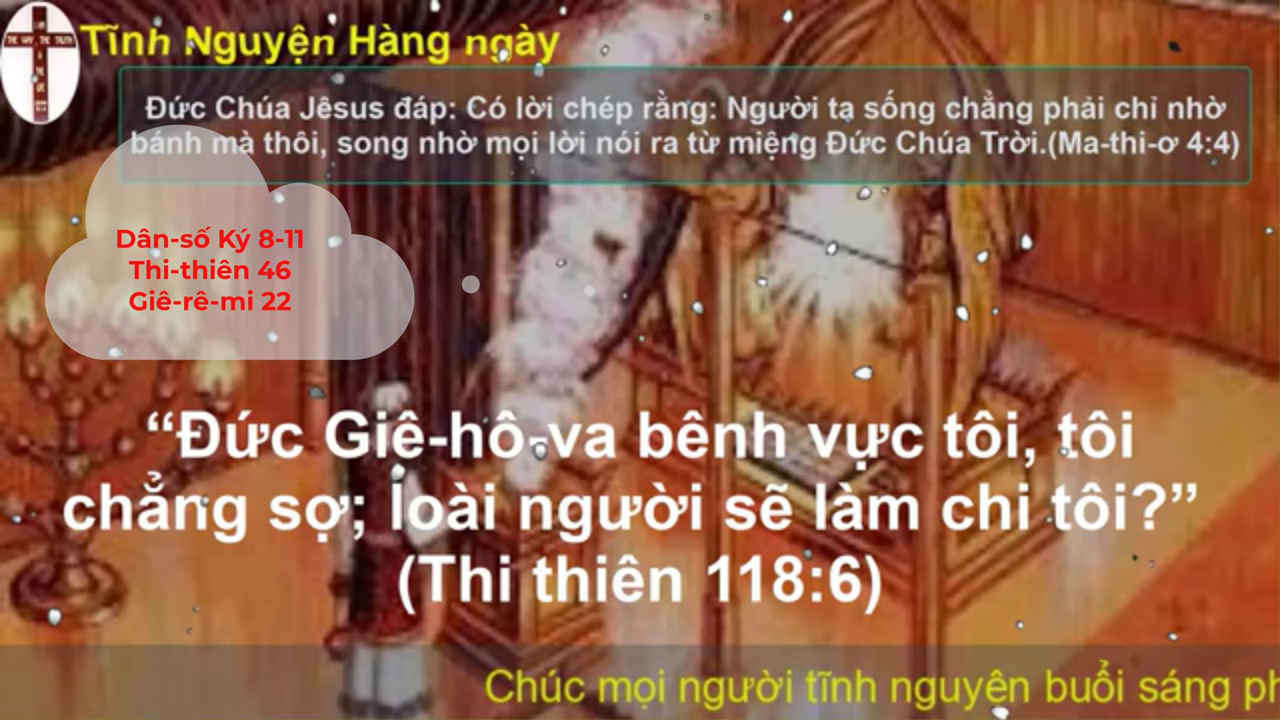 Tĩnh Nguyện Hàng ngày
Đức Chúa Jêsus đáp: Có lời chép rằng: Người ta sống chẳng phải chỉ nhờ
bánh mà thôi, song nhờ mọi lời nói ra từ miệng Đức Chúa Trời.(Ma-thi-ơ 4:4)
Dân-số Ký 8-11
Thi-thiên 46
Giê-rê-mi 22
“Đức Giê-hô-va bênh vực tôi, tôi
chẳng sợ; loài người sẽ làm chi tôi?”
(Thi thiên 118:6)
Chúc mọi người tĩnh nguyện buổi sáng ph